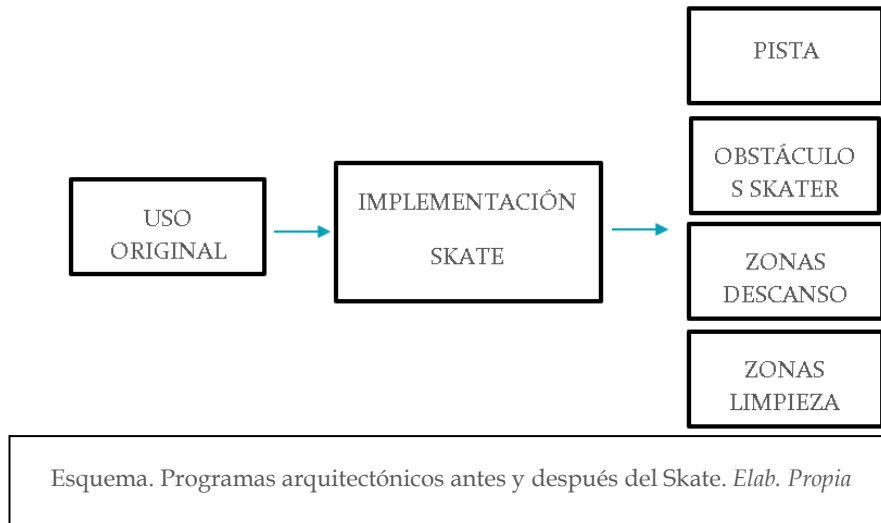 USO
ORIGINAL
IMPLEMENTACIÓN
SKATE
PISTA
OBSTÁCULO
S SKATER
ZONAS
DESCANSO
ZONAS
LIMPIEZA
Esquema. Programas arquitectónicos antes y después del Skate. Elab. Propia